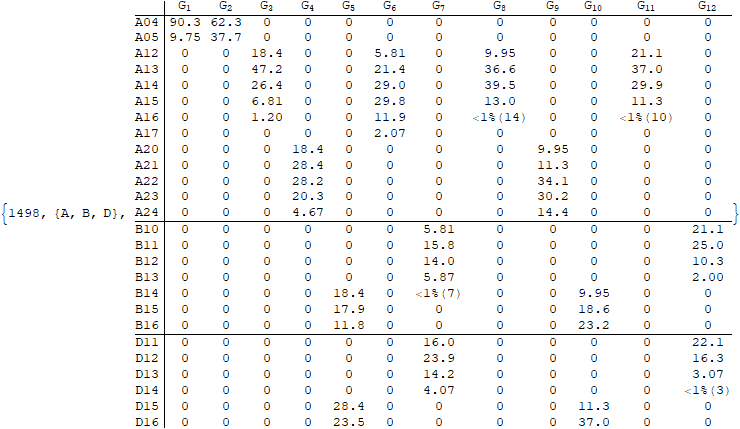 G₁ G₂ G₃ G₄ G₅ G₆ G₇ G₈ G₉ G₁₀ G₁₁ G₁₂
A04 90.3 62.3 0 0 0 0 0 0 0 0 0 0
A05 9.75 37.7 0 0 0 0 0 0 0 0 0 0
A12 0 0 18.4 0 0 5.81 0 9.95 0 0 21.1 0
A13 0 0 47.2 0 0 21.4 0 36.6 0 0 37.0 0
A14 0 0 26.4 0 0 29.0 0 39.5 0 0 29.9 0
A15 0 0 6.81 0 0 29.8 0 13.0 0 0 11.3 0
A16 0 0 1.20 0 0 11.9 0 <1%(14) 0 0 <1%(10) 0
A17 0 0 0 0 0 2.07 0 0 0 0 0 0
A20 0 0 0 18.4 0 0 0 0 9.95 0 0 0
A21 0 0 0 28.4 0 0 0 0 11.3 0 0 0
A22 0 0 0 28.2 0 0 0 0 34.1 0 0 0
A23 0 0 0 20.3 0 0 0 0 30.2 0 0 0
{1498, {A, B, D}, A24 0 0 0 4.67 0 0 0 0 14.4 0 0 0 }
B10 0 0 0 0 0 0 5.81 0 0 0 0 21.1
B11 0 0 0 0 0 0 15.8 0 0 0 0 25.0
B12 0 0 0 0 0 0 14.0 0 0 0 0 10.3
B13 0 0 0 0 0 0 5.87 0 0 0 0 2.00
B14 0 0 0 0 18.4 0 <1%(7) 0 0 9.95 0 0
B15 0 0 0 0 17.9 0 0 0 0 18.6 0 0
B16 0 0 0 0 11.8 0 0 0 0 23.2 0 0
D11 0 0 0 0 0 0 16.0 0 0 0 0 22.1
D12 0 0 0 0 0 0 23.9 0 0 0 0 16.3
D13 0 0 0 0 0 0 14.2 0 0 0 0 3.07
D14 0 0 0 0 0 0 4.07 0 0 0 0 <1%(3)
D15 0 0 0 0 28.4 0 0 0 0 11.3 0 0
D16 0 0 0 0 23.5 0 0 0 0 37.0 0 0